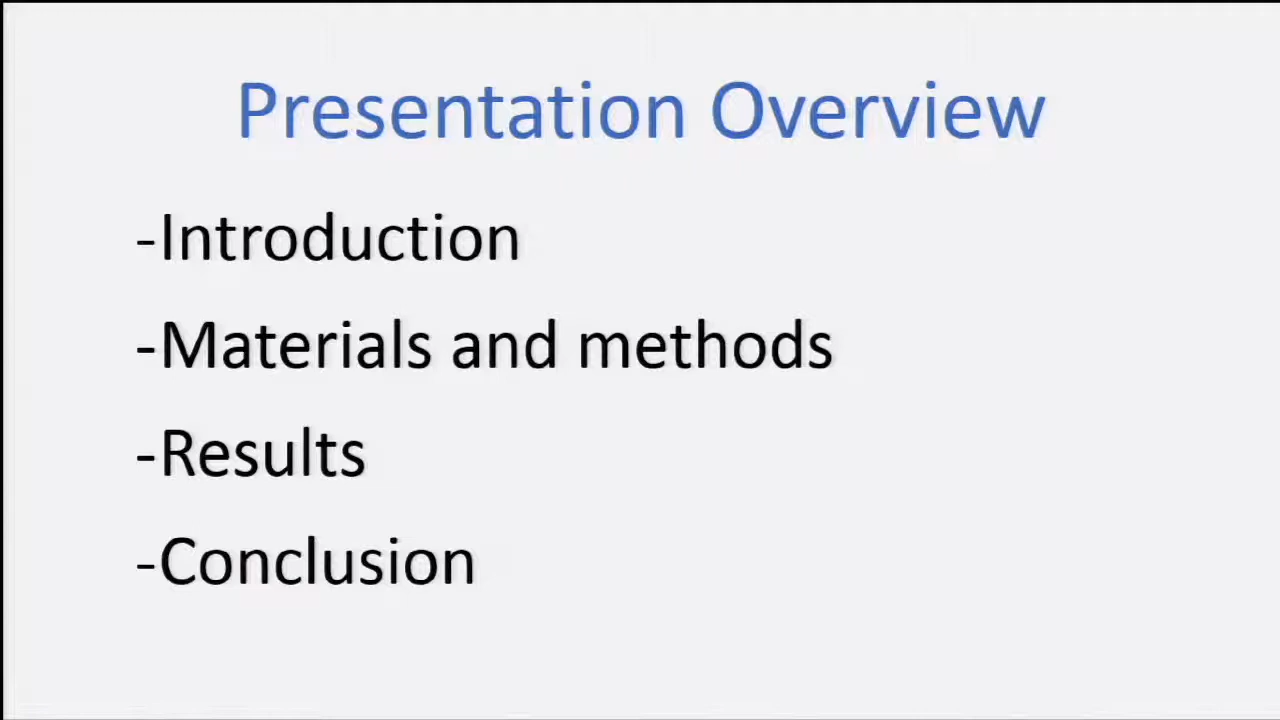 Presentation Overview
-Introduction
-Materials and methods
-Results
-Conclusion